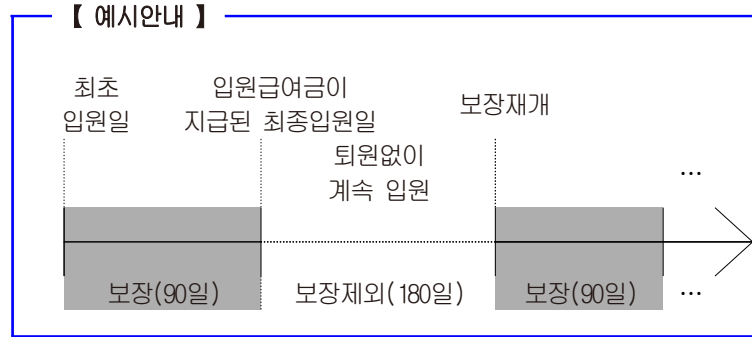 【 예시안내 】
최초
입원일
입원급여금이
지급된 최종입원일
보장재개
퇴원없이
계속 입원
...
보장(90일)
보장제외(180일)
보장(90일)
...